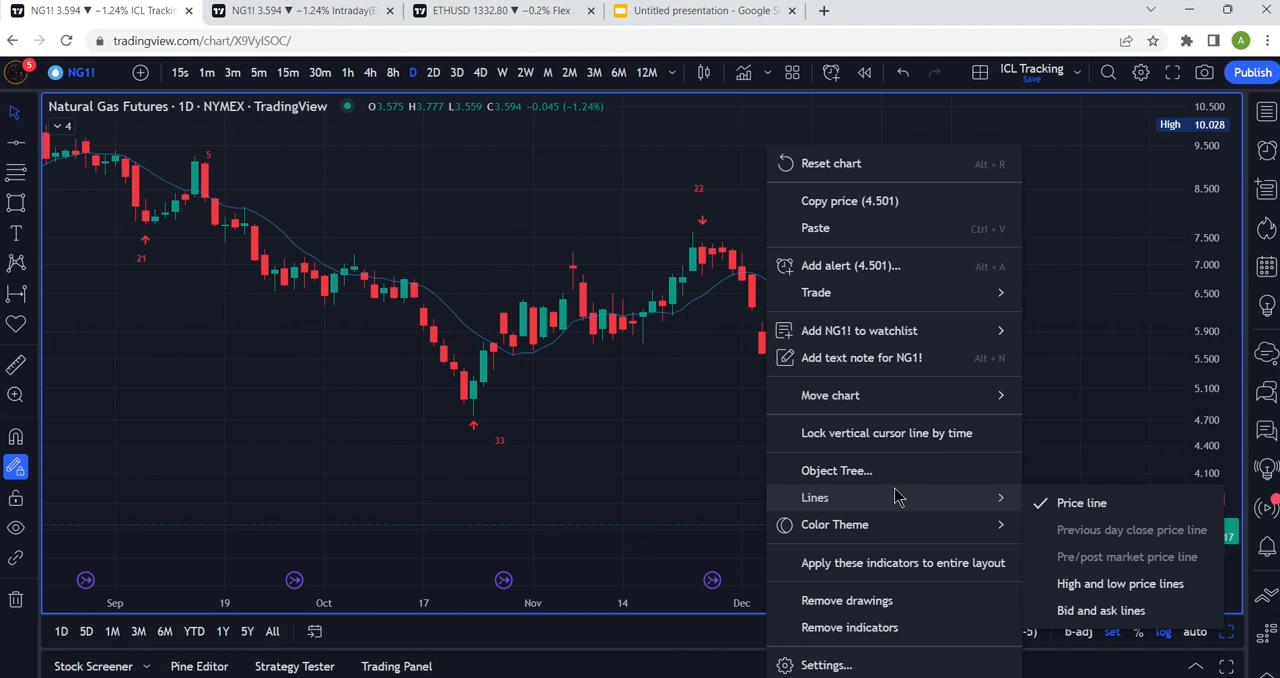 NG1! 3.594 ▼ −1.24% ICL Trackin
NG1! 3.594 ▼ −1.24% Intraday(E
ETHUSD 1332.80 ▼ −0.2% Flex
Untitled presentation - Google S
tradingview.com/chart/X9VyISOC/
A
5
NG1!
15s 1m 3m 5m 15m 30m 1h 4h 8h D 2D 3D 4D W 2W M 2M 3M 6M 12M
ICL Tracking
Save
Publish
Natural Gas Futures · 1D · NYMEX · TradingView
O3.575 H3.777 L3.559 C3.594 -0.045 (-1.24%)
4
10.500
High 10.028
9.500
8.500
7.500
7.000
6.500
5.900
5.500
5.100
4.700
4.400
4.100
17
5
21
33
22
Reset chart Alt + R
Copy price (4.501)
Paste Ctrl + V
Add alert (4.501)... Alt + A
Trade
Add NG1! to watchlist
Add text note for NG1! Alt + N
Move chart
Lock vertical cursor line by time
Object Tree...
Lines
Color Theme
Apply these indicators to entire layout
Remove drawings
Remove indicators
Settings...
Price line
Previous day close price line
Pre/post market price line
High and low price lines
Bid and ask lines
Sep 19 Oct 17 Nov 14 Dec
1D 5D 1M 3M 6M YTD 1Y 5Y All
-5) b-adj set % log auto
Stock Screener Pine Editor Strategy Tester Trading Panel